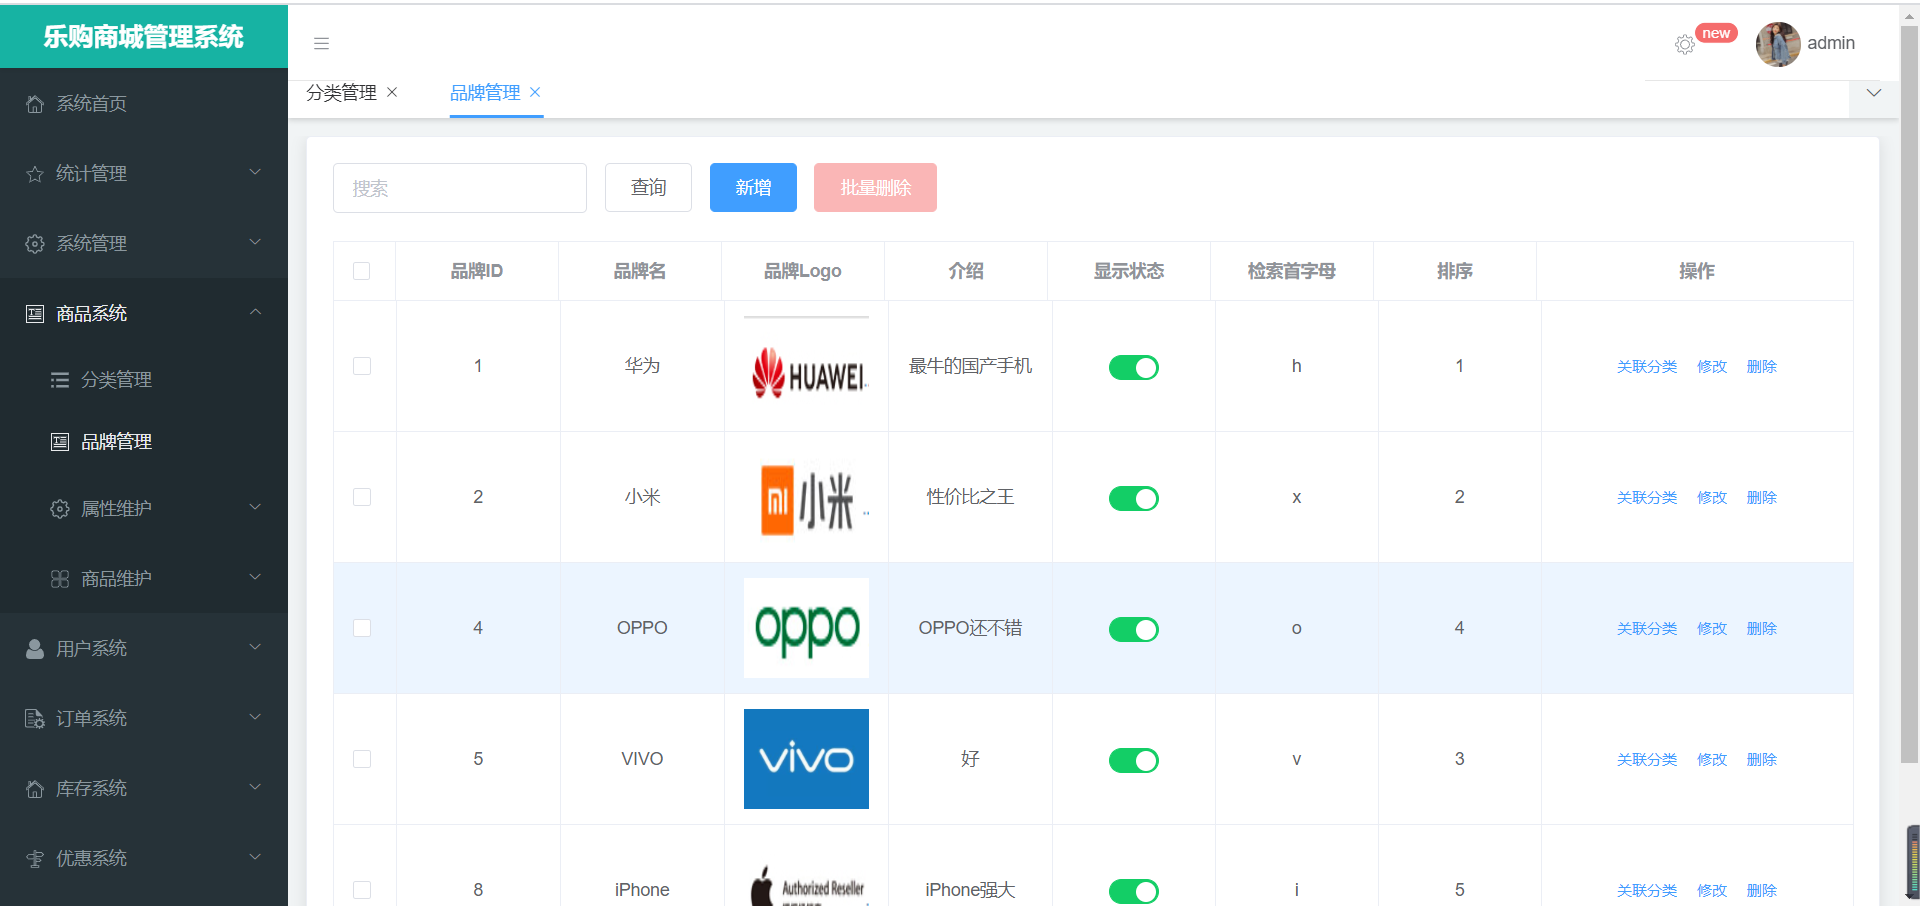 乐购商城管理系统
new
admin
系统首页
统计管理
系统管理
商品系统
分类管理
品牌管理
属性维护
商品维护
用户系统
订单系统
库存系统
优惠系统
分类管理
品牌管理
搜索
查询
新增
批量删除
品牌ID 品牌名 品牌Logo 介绍 显示状态 检索首字母 排序 操作
1 华为 HUAWEI 最牛的国产手机 h 1 关联分类 修改 删除
2 小米 mi 小米 性价比之王 x 2 关联分类 修改 删除
4 OPPO oppo OPPO还不错 o 4 关联分类 修改 删除
5 VIVO vivo 好 v 3 关联分类 修改 删除
8 iPhone Authorized Reseller iPhone强大 i 5 关联分类 修改 删除